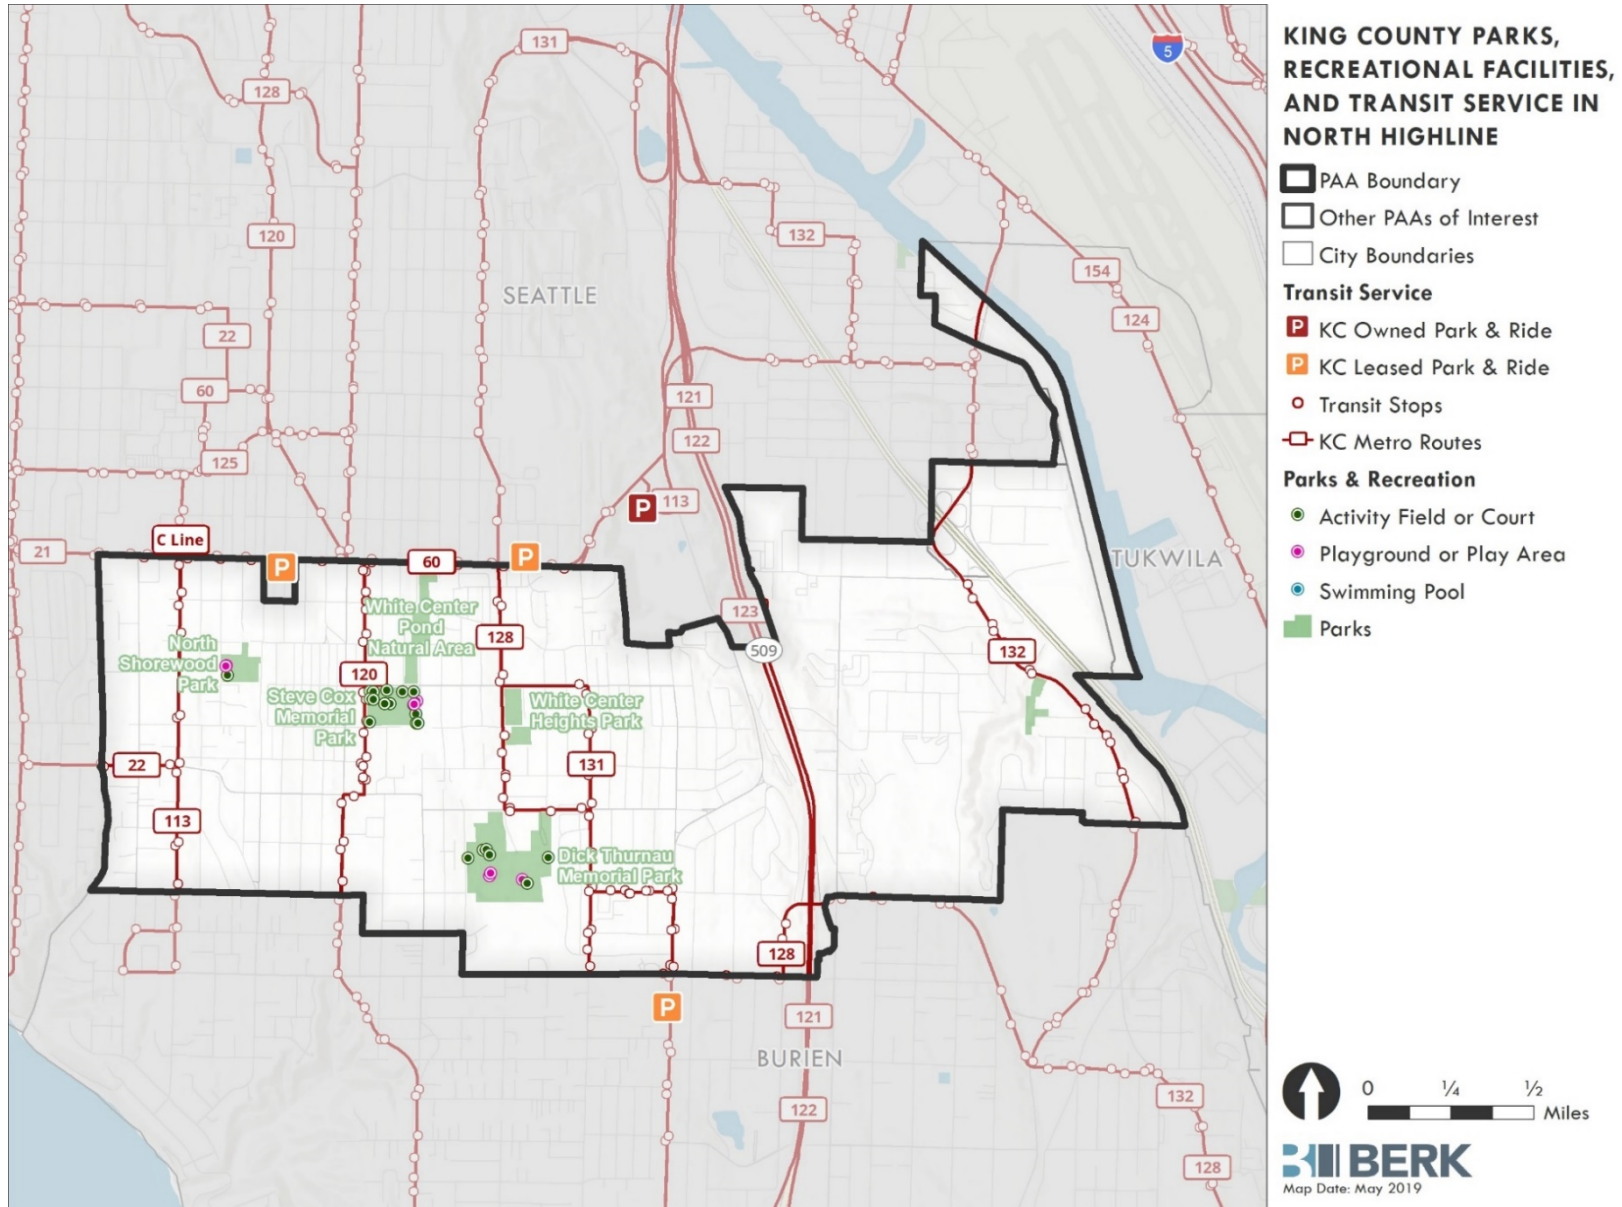 131
5
128
120
SEATTLE
132
154
124
22
60
121
122
125
P
113
21
C Line
P
60
P
TUKWILA
123
509
White Center
Pond
Natural Area
128
132
North
Shorewood
Park
120
Steve Cox
Memorial
Park
White Center
Heights Park
22
131
113
Dick Thurnau
Memorial Park
128
P
121
BURIEN
122
132
128
KING COUNTY PARKS,
RECREATIONAL FACILITIES,
AND TRANSIT SERVICE IN
NORTH HIGHLINE
PAA Boundary
Other PAAs of Interest
City Boundaries
Transit Service
P KC Owned Park & Ride
P KC Leased Park & Ride
Transit Stops
KC Metro Routes
Parks & Recreation
Activity Field or Court
Playground or Play Area
Swimming Pool
Parks
0 ¼ ½
Miles
BERK
Map Date: May 2019